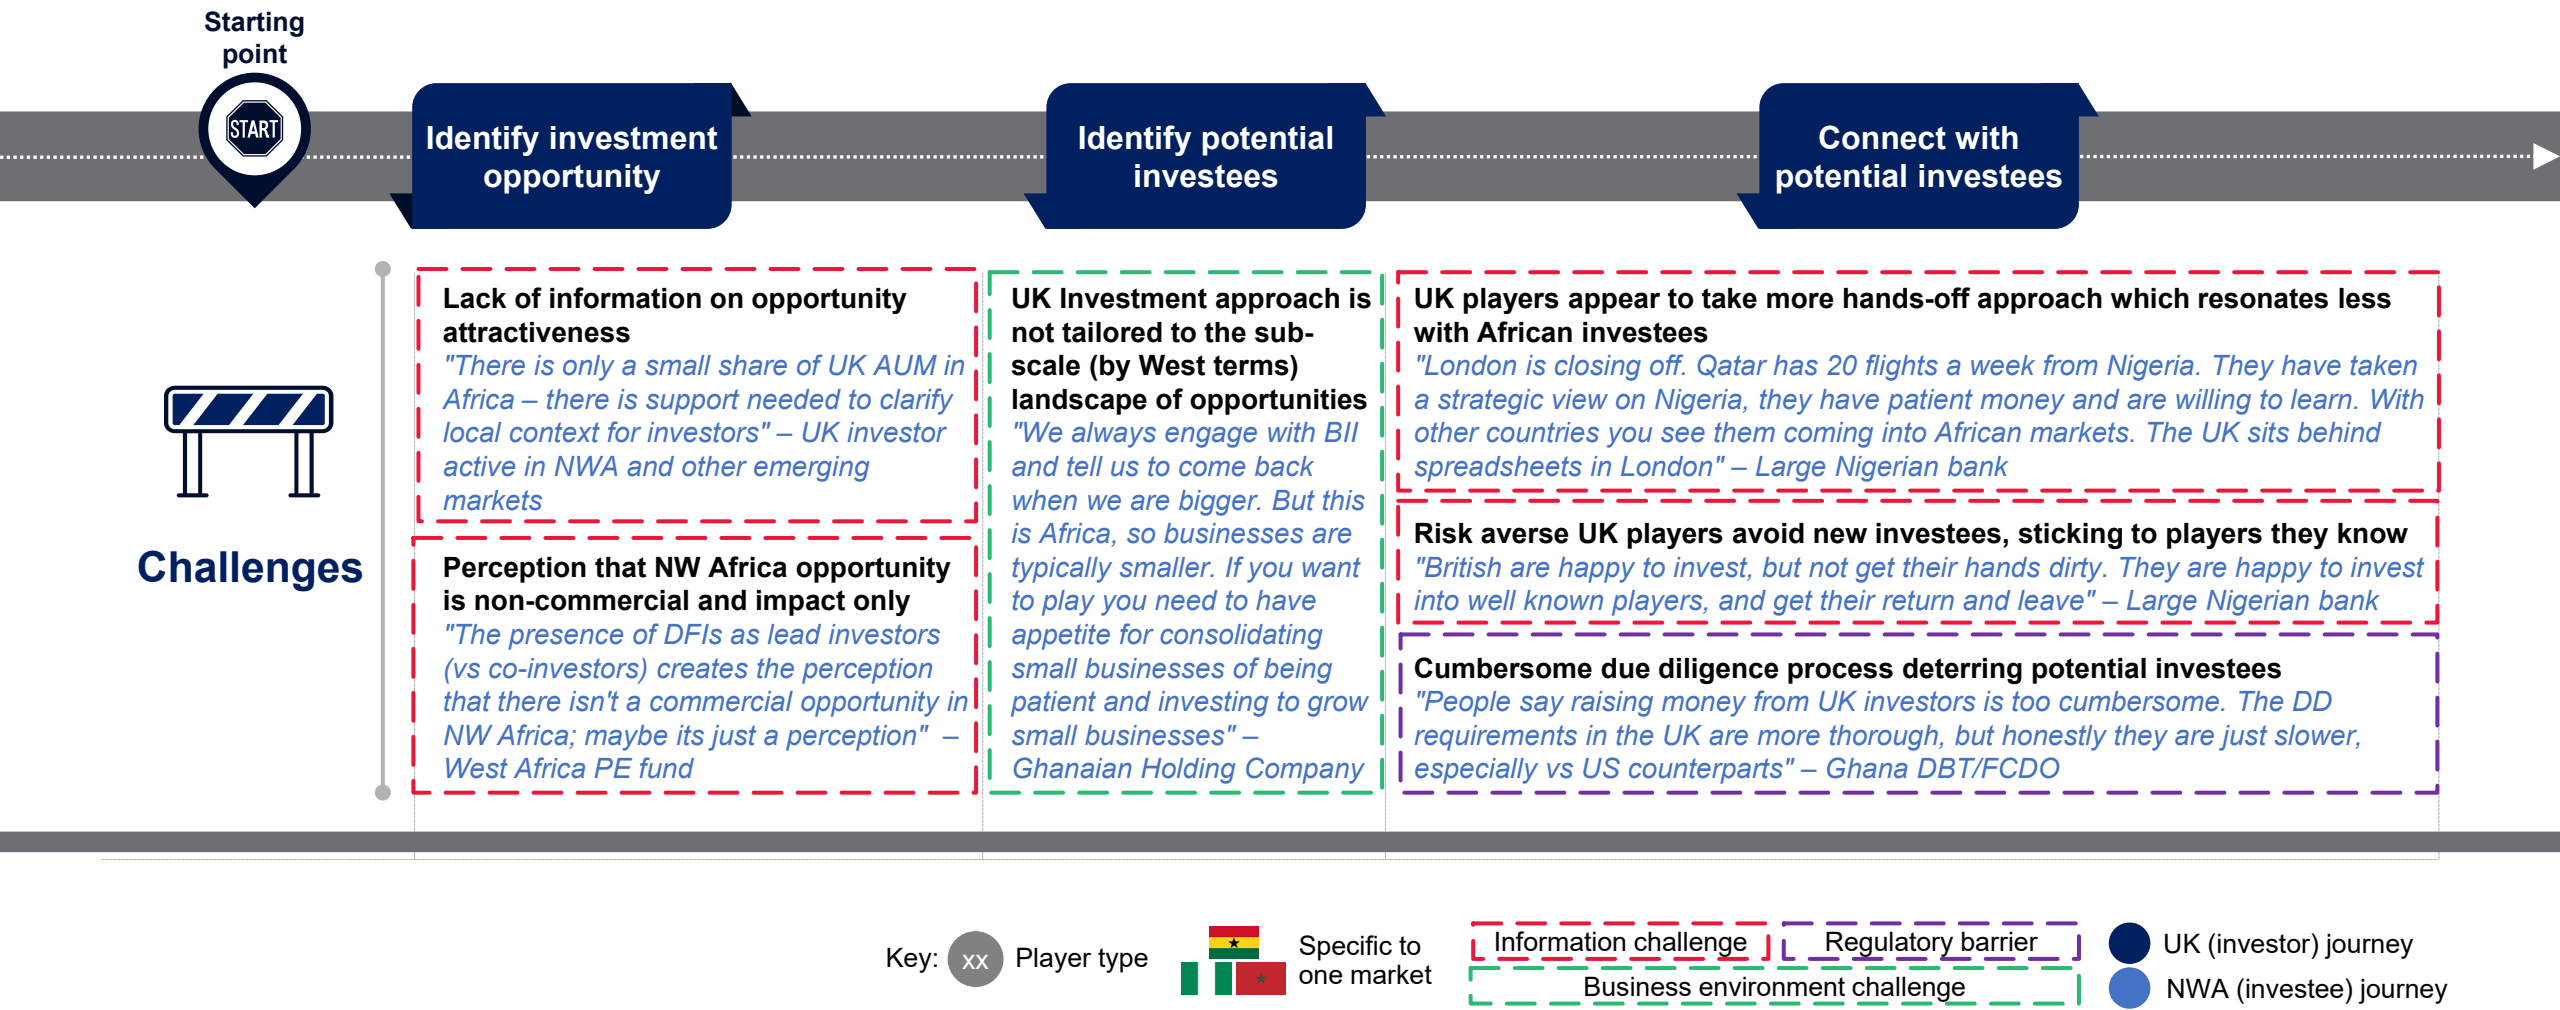 Starting
point
START
Identify investment
opportunity
Identify potential
investees
Connect with
potential investees
Challenges
Lack of information on opportunity
attractiveness
"There is only a small share of UK AUM in
Africa – there is support needed to clarify
local context for investors" – UK investor
active in NWA and other emerging
markets
Perception that NW Africa opportunity
is non-commercial and impact only
"The presence of DFIs as lead investors
(vs co-investors) creates the perception
that there isn't a commercial opportunity in
NW Africa; maybe its just a perception" –
West Africa PE fund
UK Investment approach is
not tailored to the sub-
scale (by West terms)
landscape of opportunities
"We always engage with BII
and tell us to come back
when we are bigger. But this
is Africa, so businesses are
typically smaller. If you want
to play you need to have
appetite for consolidating
small businesses of being
patient and investing to grow
small businesses" –
Ghanaian Holding Company
UK players appear to take more hands-off approach which resonates less
with African investees
"London is closing off. Qatar has 20 flights a week from Nigeria. They have taken
a strategic view on Nigeria, they have patient money and are willing to learn. With
other countries you see them coming into African markets. The UK sits behind
spreadsheets in London" – Large Nigerian bank
Risk averse UK players avoid new investees, sticking to players they know
"British are happy to invest, but not get their hands dirty. They are happy to invest
into well known players, and get their return and leave" – Large Nigerian bank
Cumbersome due diligence process deterring potential investees
"People say raising money from UK investors is too cumbersome. The DD
requirements in the UK are more thorough, but honestly they are just slower,
especially vs US counterparts" – Ghana DBT/FCDO
Key:
xx
Player type
Specific to
one market
Information challenge
Regulatory barrier
Business environment challenge
UK (investor) journey
NWA (investee) journey